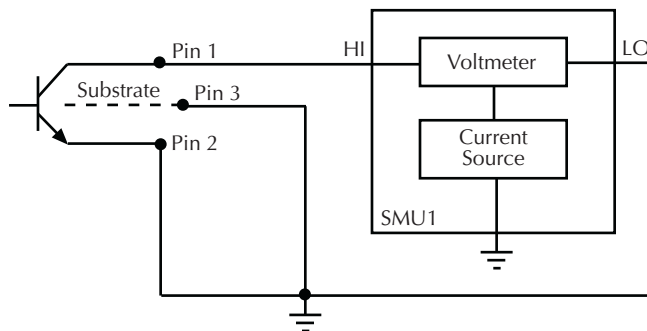 Pin 1
HI
LO
Voltmeter
Substrate
Pin 3
Pin 2
Current
Source
SMU1